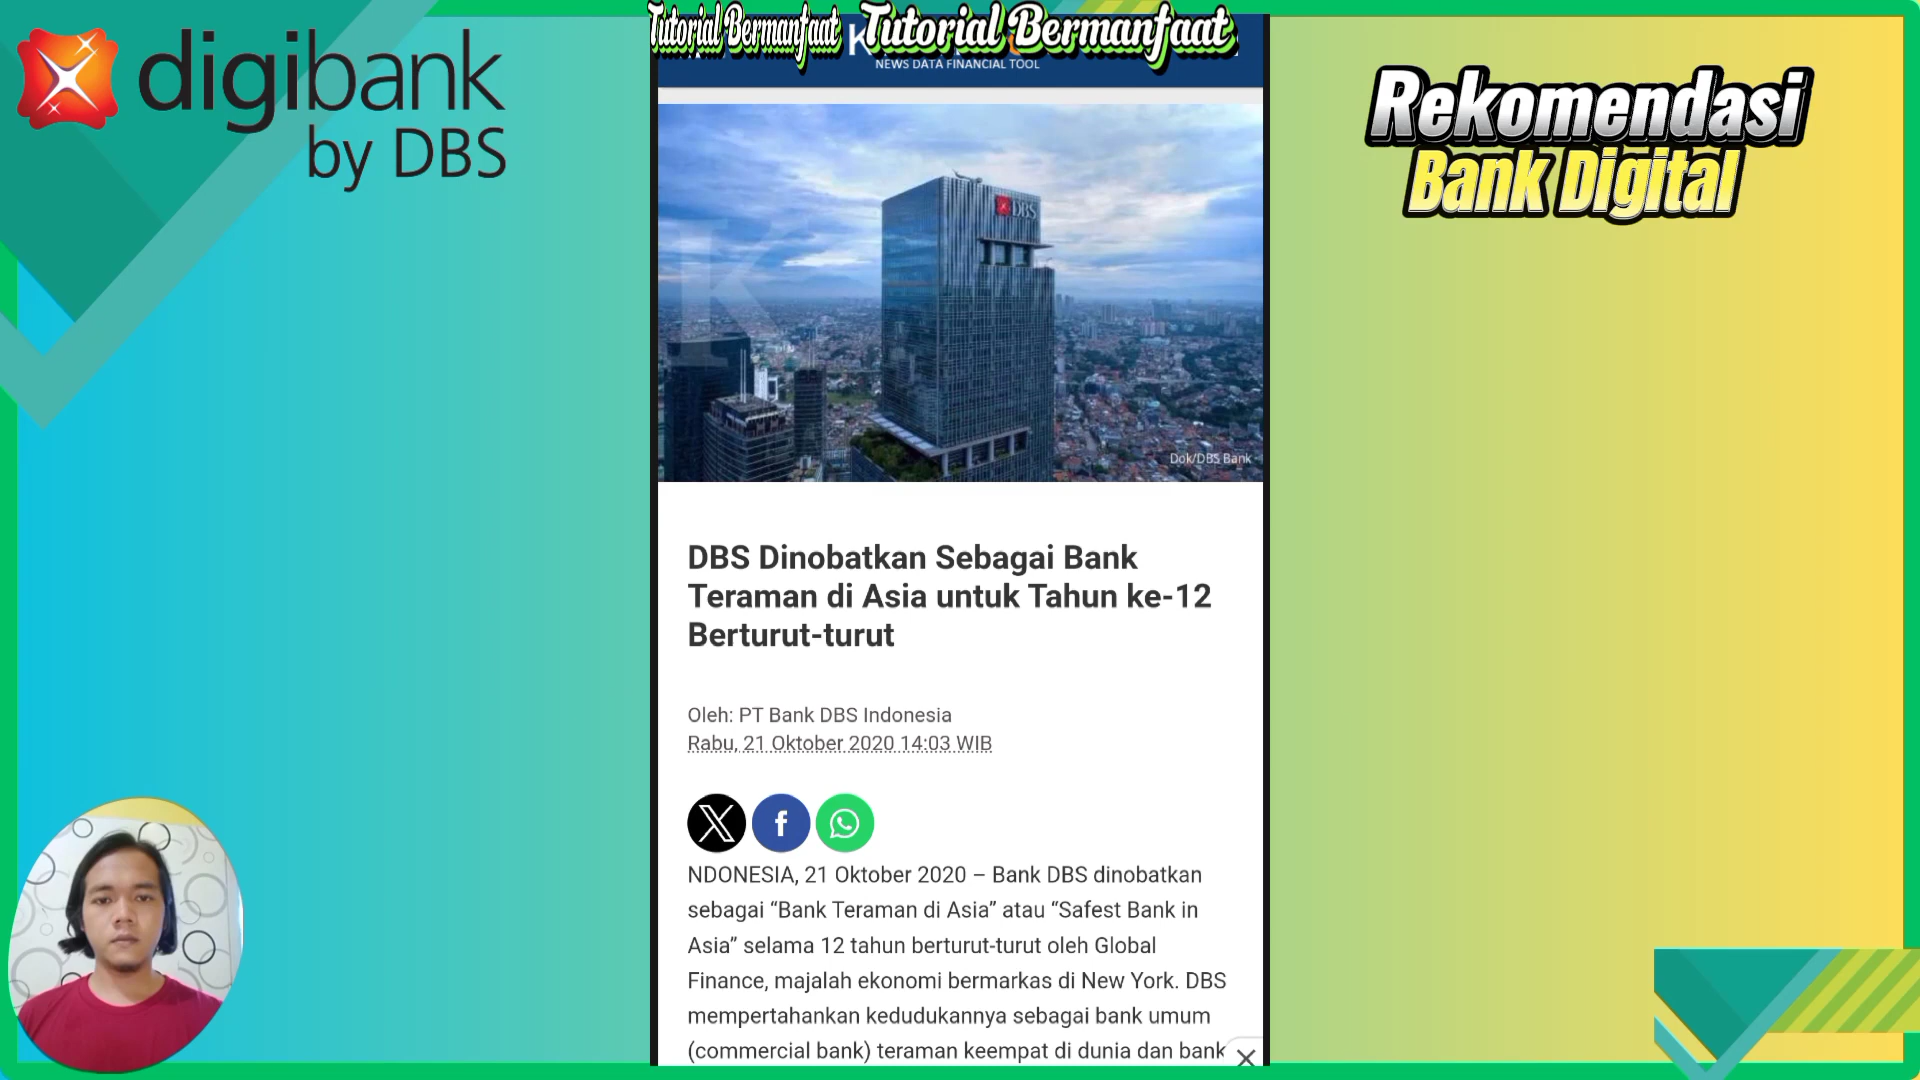 digibank
by DBS
Tutorial Bermanfaat
Tutorial Bermanfaat
K
NEWS DATA FINANCIAL TOOL
Rekomendasi
Bank Digital
DBS
Dok/DBS Bank
DBS Dinobatkan Sebagai Bank
Teraman di Asia untuk Tahun ke-12
Berturut-turut
Oleh: PT Bank DBS Indonesia
Rabu, 21 Oktober 2020 14:03 WIB
NDONESIA, 21 Oktober 2020 – Bank DBS dinobatkan
sebagai “Bank Teraman di Asia” atau “Safest Bank in
Asia” selama 12 tahun berturut-turut oleh Global
Finance, majalah ekonomi bermarkas di New York. DBS
mempertahankan kedudukannya sebagai bank umum
(commercial bank) teraman keempat di dunia dan bank